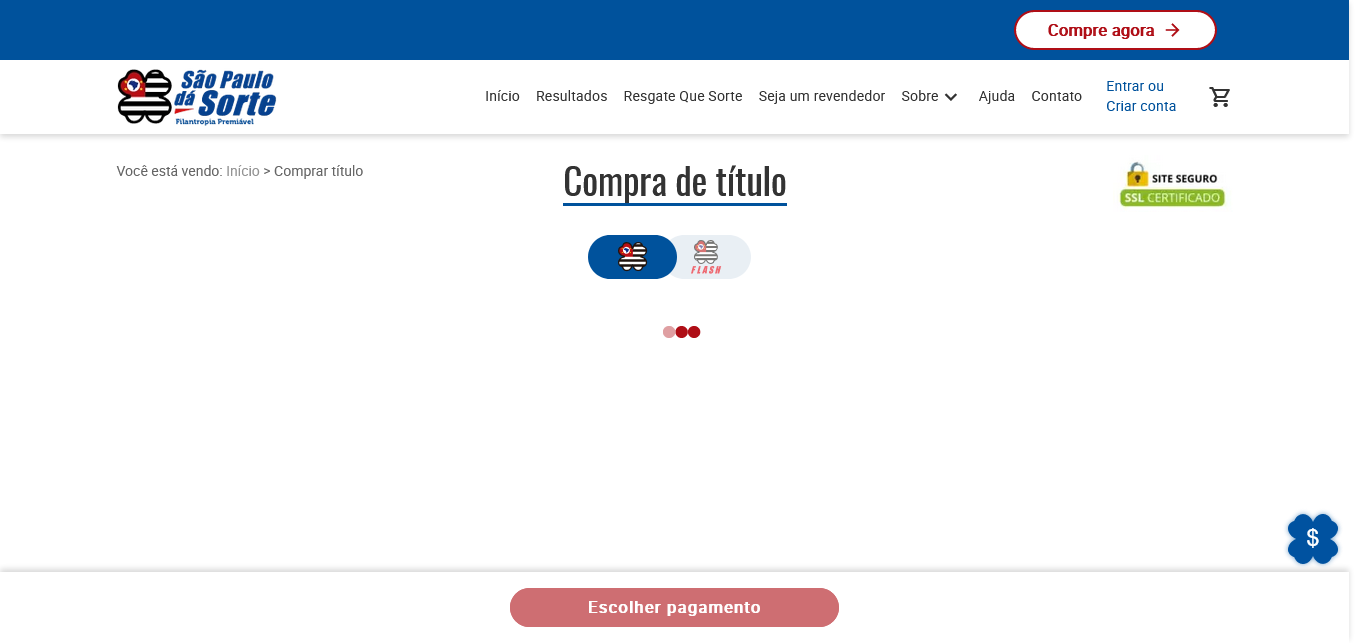 Compre agora
São Paulo
dá Sorte
Filantropia Premiável
Início
Resultados
Resgate Que Sorte
Seja um revendedor
Sobre
Ajuda
Contato
Entrar ou
Criar conta
Você está vendo: Início > Comprar título
Compra de título
SITE SEGURO
SSL CERTIFICADO
FLASH
$
Escolher pagamento